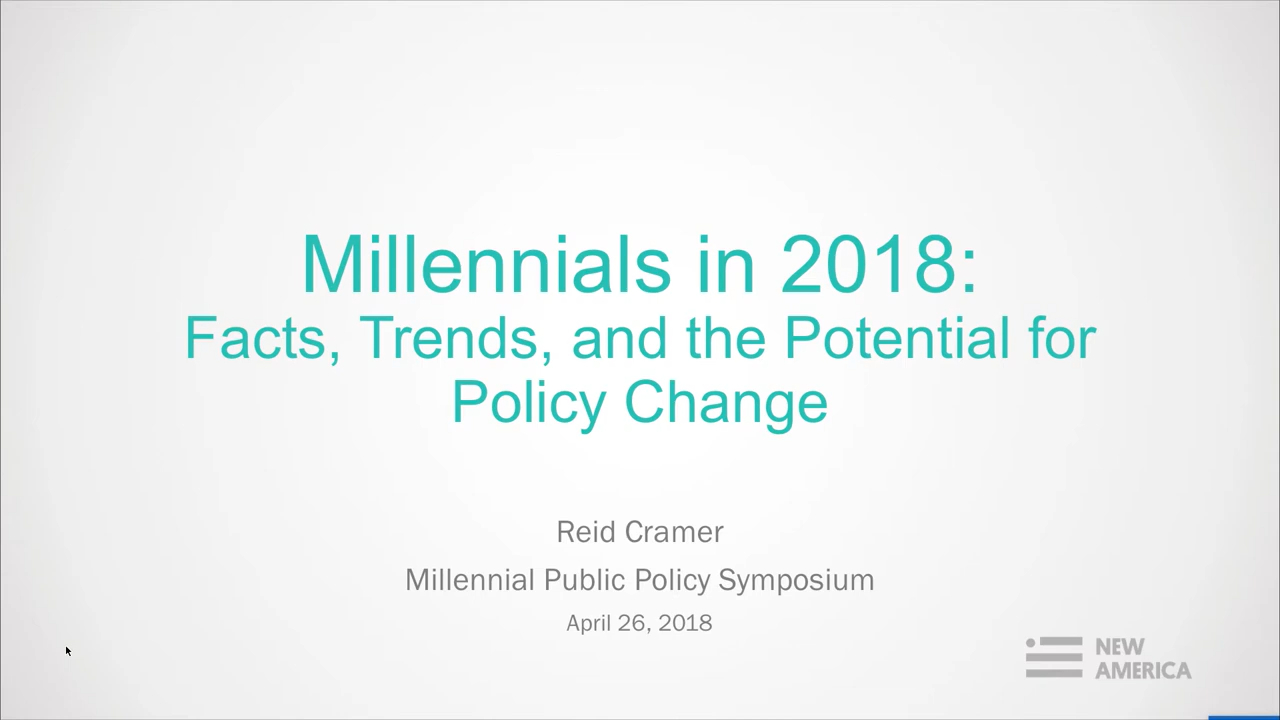 Millennials in 2018:
Facts, Trends, and the Potential for
Policy Change
Reid Cramer
Millennial Public Policy Symposium
April 26, 2018
NEW
AMERICA